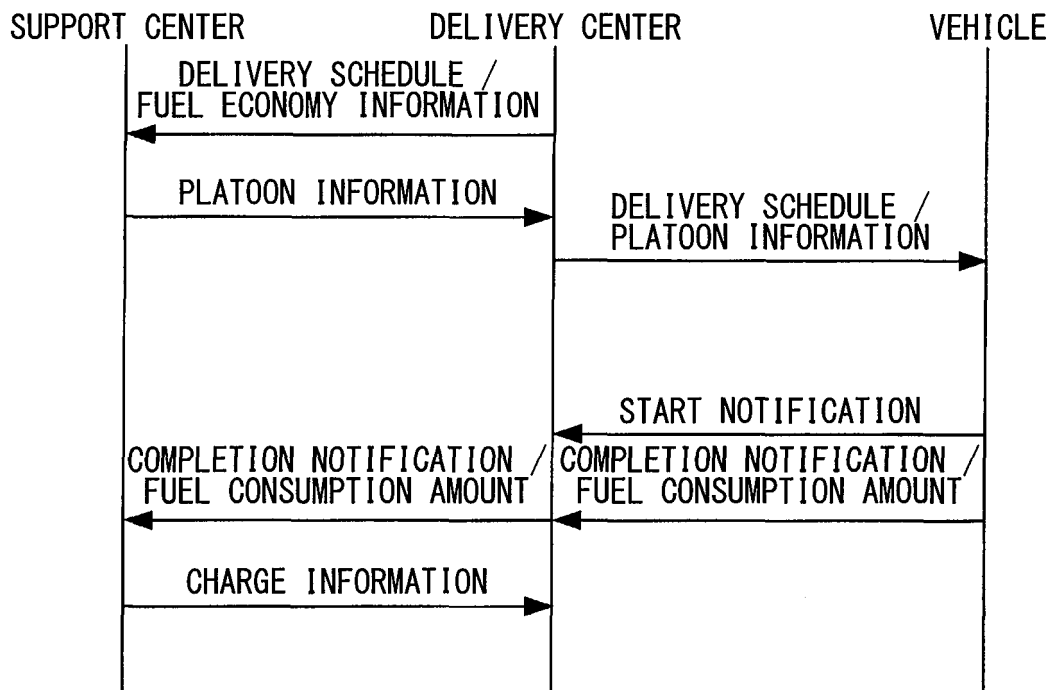 SUPPORT CENTER
DELIVERY CENTER
VEHICLE
DELIVERY SCHEDULE /
FUEL ECONOMY INFORMATION
PLATOON INFORMATION
DELIVERY SCHEDULE /
PLATOON INFORMATION
START NOTIFICATION
COMPLETION NOTIFICATION /
FUEL CONSUMPTION AMOUNT
COMPLETION NOTIFICATION /
FUEL CONSUMPTION AMOUNT
CHARGE INFORMATION